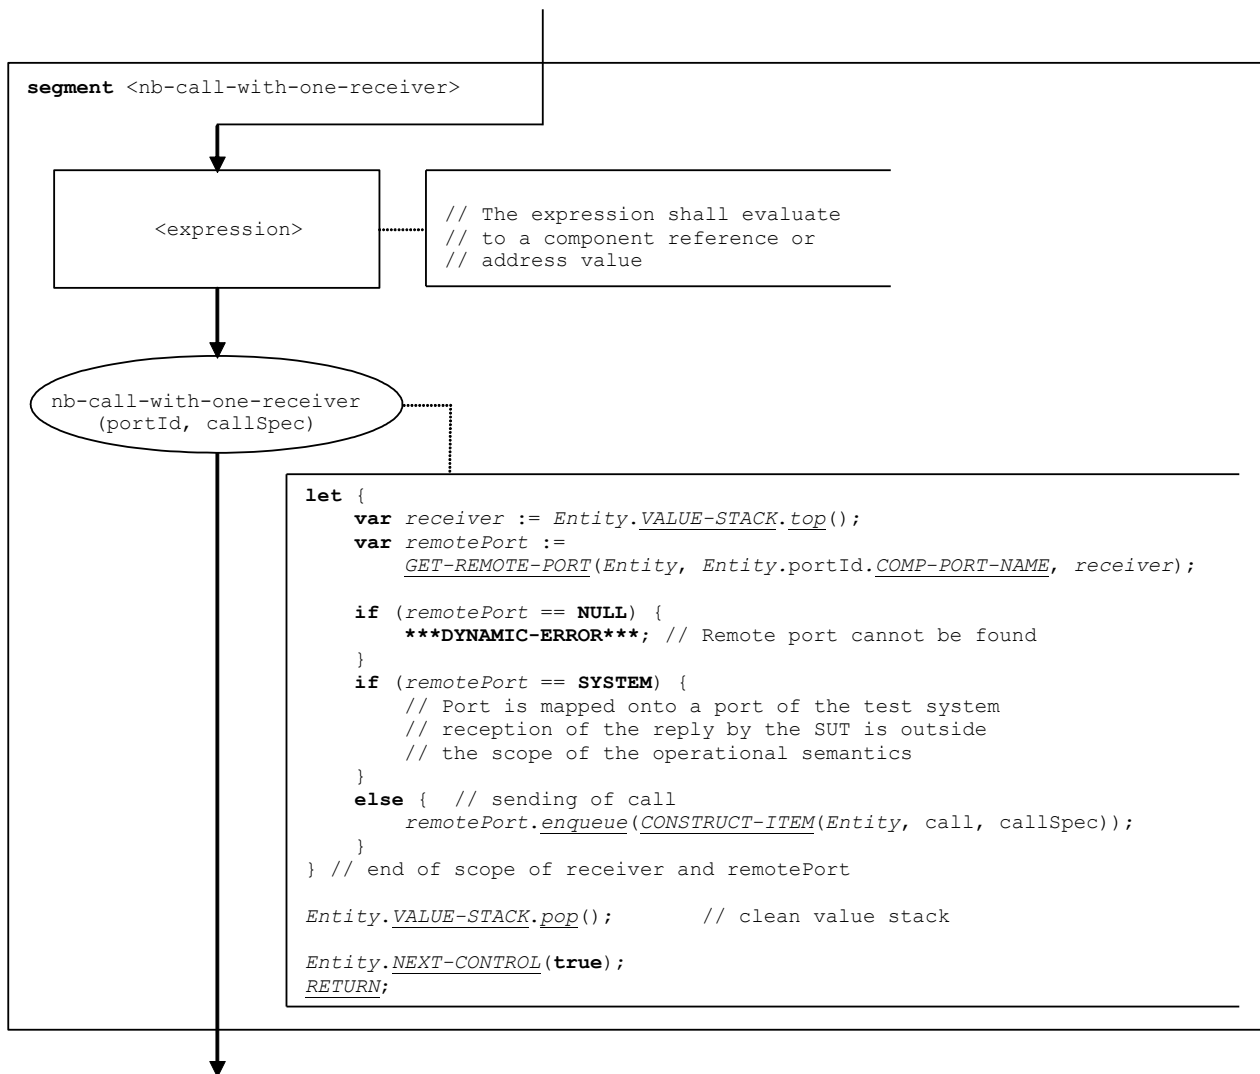 segment <nb-call-with-one-receiver>
<expression>
// The expression shall evaluate
// to a component reference or
// address value
nb-call-with-one-receiver
(portId, callSpec)
let {
    var receiver := Entity.VALUE-STACK.top();
    var remotePort :=
        GET-REMOTE-PORT(Entity, Entity.portId.COMP-PORT-NAME, receiver);
    if (remotePort == NULL) {
        ***DYNAMIC-ERROR***; // Remote port cannot be found
    }
    if (remotePort == SYSTEM) {
        // Port is mapped onto a port of the test system
        // reception of the reply by the SUT is outside
        // the scope of the operational semantics
    }
    else {  // sending of call
        remotePort.enqueue(CONSTRUCT-ITEM(Entity, call, callSpec));
    }
} // end of scope of receiver and remotePort
Entity.VALUE-STACK.pop();       // clean value stack
Entity.NEXT-CONTROL(true);
RETURN;